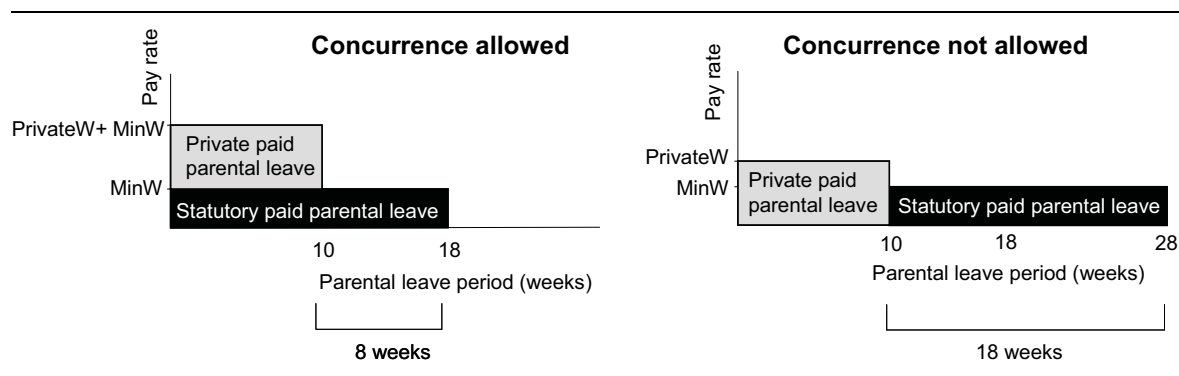 Concurrence allowed
Pay rate
PrivateW+ MinW
Private paid
parental leave
MinW
Statutory paid parental leave
10
18
Parental leave period (weeks)
8 weeks
Concurrence not allowed
Pay rate
PrivateW
MinW
Private paid
parental leave
Statutory paid parental leave
10
18
28
Parental leave period (weeks)
18 weeks